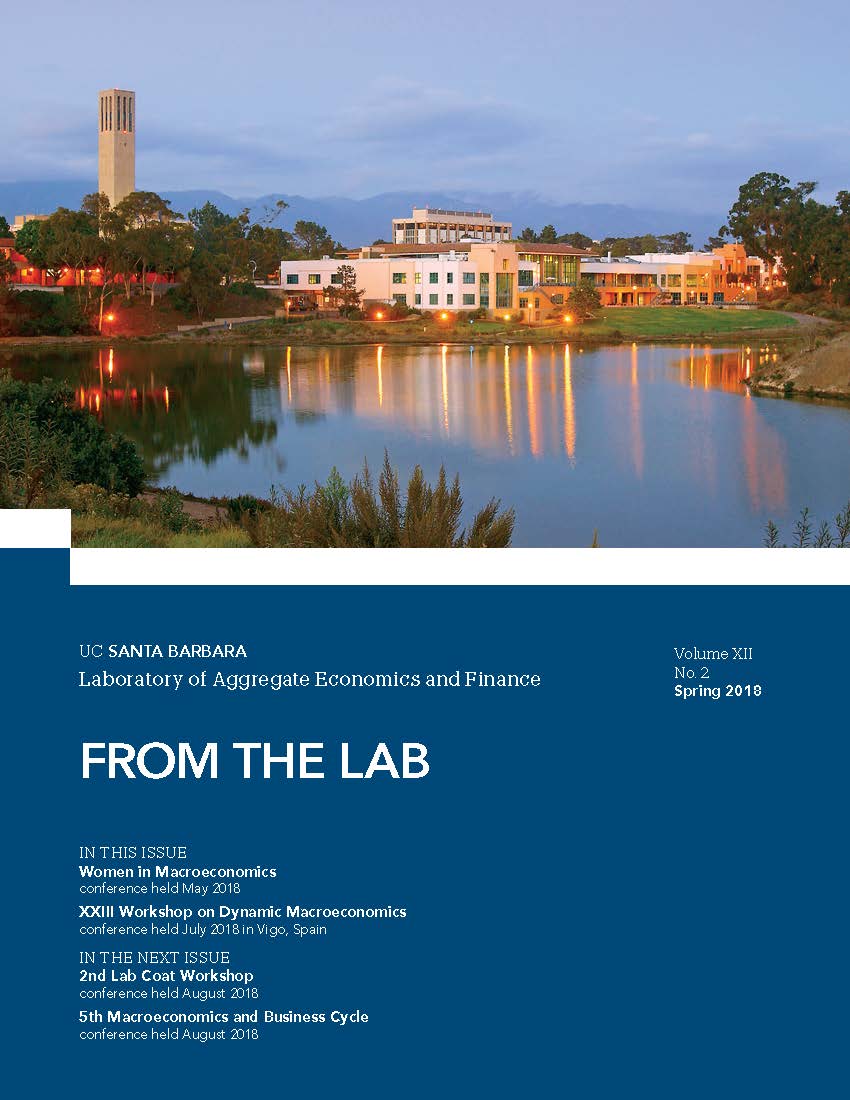 UC SANTA BARBARA
Laboratory of Aggregate Economics and Finance
Volume XII
No. 2
Spring 2018
FROM THE LAB
IN THIS ISSUE
Women in Macroeconomics
conference held May 2018
XXIII Workshop on Dynamic Macroeconomics
conference held July 2018 in Vigo, Spain
IN THE NEXT ISSUE
2nd Lab Coat Workshop
conference held August 2018
5th Macroeconomics and Business Cycle
conference held August 2018